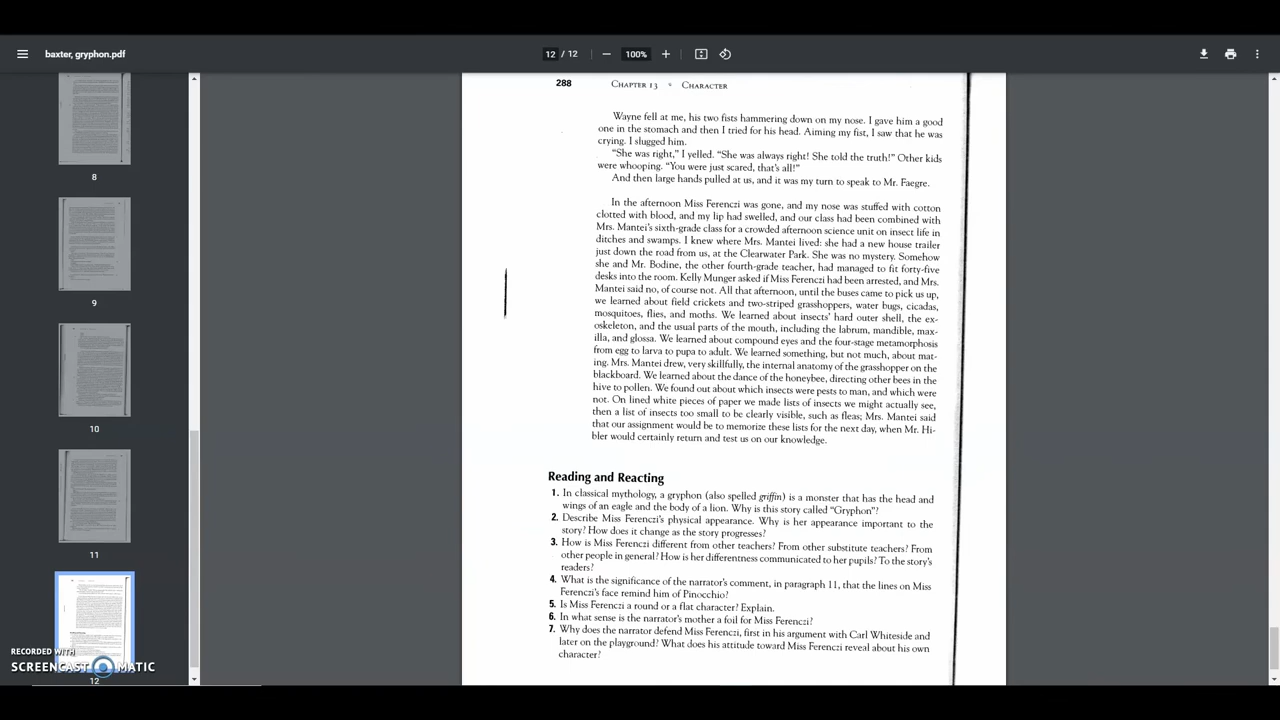 baxter, gryphon.pdf
12 / 12
100%
8
9
10
11
12
RECORDED WITH
SCREENCAST MATIC
288 CHAPTER 13 • CHARACTER
Wayne fell at me, his two fists hammering down on my nose. I gave him a good
one in the stomach and then I tried for his head. Aiming my fist, I saw that he was
crying. I slugged him.
“She was right,” I yelled. “She was always right! She told the truth!” Other kids
were whooping. “You were just scared, that’s all!”
And then large hands pulled at us, and it was my turn to speak to Mr. Faegre.
In the afternoon Miss Ferenczi was gone, and my nose was stuffed with cotton
clotted with blood, and my lip had swelled, and our class had been combined with
Mrs. Mantei’s sixth-grade class for a crowded afternoon science unit on insect life in
ditches and swamps. I knew where Mrs. Mantei lived: she had a new house trailer
just down the road from us, at the Clearwater Park. She was no mystery. Somehow
she and Mr. Bodine, the other fourth-grade teacher, had managed to fit forty-five
desks into the room. Kelly Munger asked if Miss Ferenczi had been arrested, and Mrs.
Mantei said no, of course not. All that afternoon, until the buses came to pick us up,
we learned about field crickets and two-striped grasshoppers, water bugs, cicadas,
mosquitoes, flies, and moths. We learned about insects’ hard outer shell, the ex-
oskeleton, and the usual parts of the mouth, including the labrum, mandible, max-
illa, and glossa. We learned about compound eyes and the four-stage metamorphosis
from egg to larva to pupa to adult. We learned something, but not much, about mat-
ing. Mrs. Mantei drew, very skillfully, the internal anatomy of the grasshopper on the
blackboard. We learned about the dance of the honeybee, directing other bees in the
hive to pollen. We found out about which insects were pests to man, and which were
not. On lined white pieces of paper we made lists of insects we might actually see,
then a list of insects too small to be clearly visible, such as fleas; Mrs. Mantei said
that our assignment would be to memorize these lists for the next day, when Mr. Hi-
bler would certainly return and test us on our knowledge.
Reading and Reacting
1. In classical mythology, a gryphon (also spelled griffin) is a monster that has the head and
wings of an eagle and the body of a lion. Why is this story called “Gryphon”?
2. Describe Miss Ferenczi’s physical appearance. Why is her appearance important to the
story? How does it change as the story progresses?
3. How is Miss Ferenczi different from other teachers? From other substitute teachers? From
other people in general? How is her differentness communicated to her pupils? To the story’s
readers?
4. What is the significance of the narrator’s comment, in paragraph 11, that the lines on Miss
Ferenczi’s face remind him of Pinocchio?
5. Is Miss Ferenczi a round or a flat character? Explain.
6. In what sense is the narrator’s mother a foil for Miss Ferenczi?
7. Why does the narrator defend Miss Ferenczi, first in his argument with Carl Whiteside and
later on the playground? What does his attitude toward Miss Ferenczi reveal about his own
character?